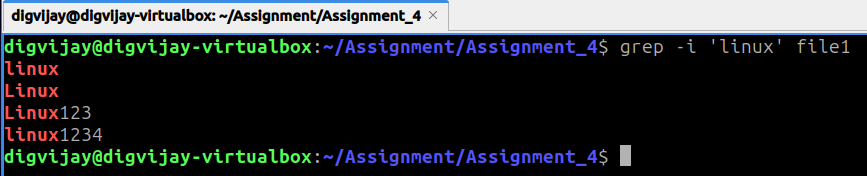 digvijay@digvijay-virtualbox: ~/Assignment/Assignment_4 ×
digvijay@digvijay-virtualbox:~/Assignment/Assignment_4$ grep -i 'linux' file1
linux
Linux
Linux123
linux1234
digvijay@digvijay-virtualbox:~/Assignment/Assignment_4$